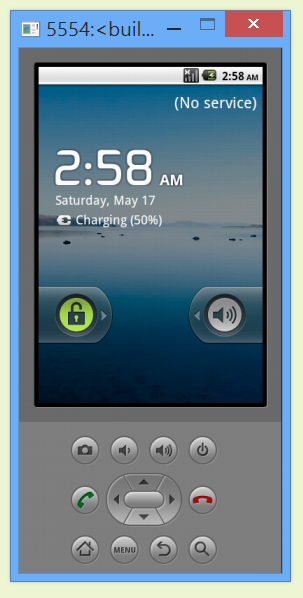 5554:<buil...
2:58 AM
(No service)
2:58 AM
Saturday, May 17
Charging (50%)
MENU